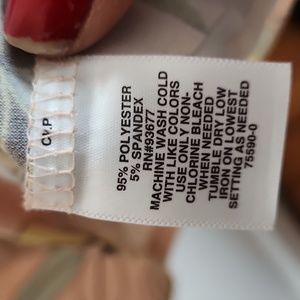 C P
95% POLYESTER
5% SPANDEX
RN#93677
MACHINE WASH COLD
WITH LIKE COLORS
USE ONLY NON-
CHLORINE BLEACH
WHEN NEEDED
TUMBLE DRY LOW
IRON ON LOWEST
SETTING AS NEEDED
75590-0